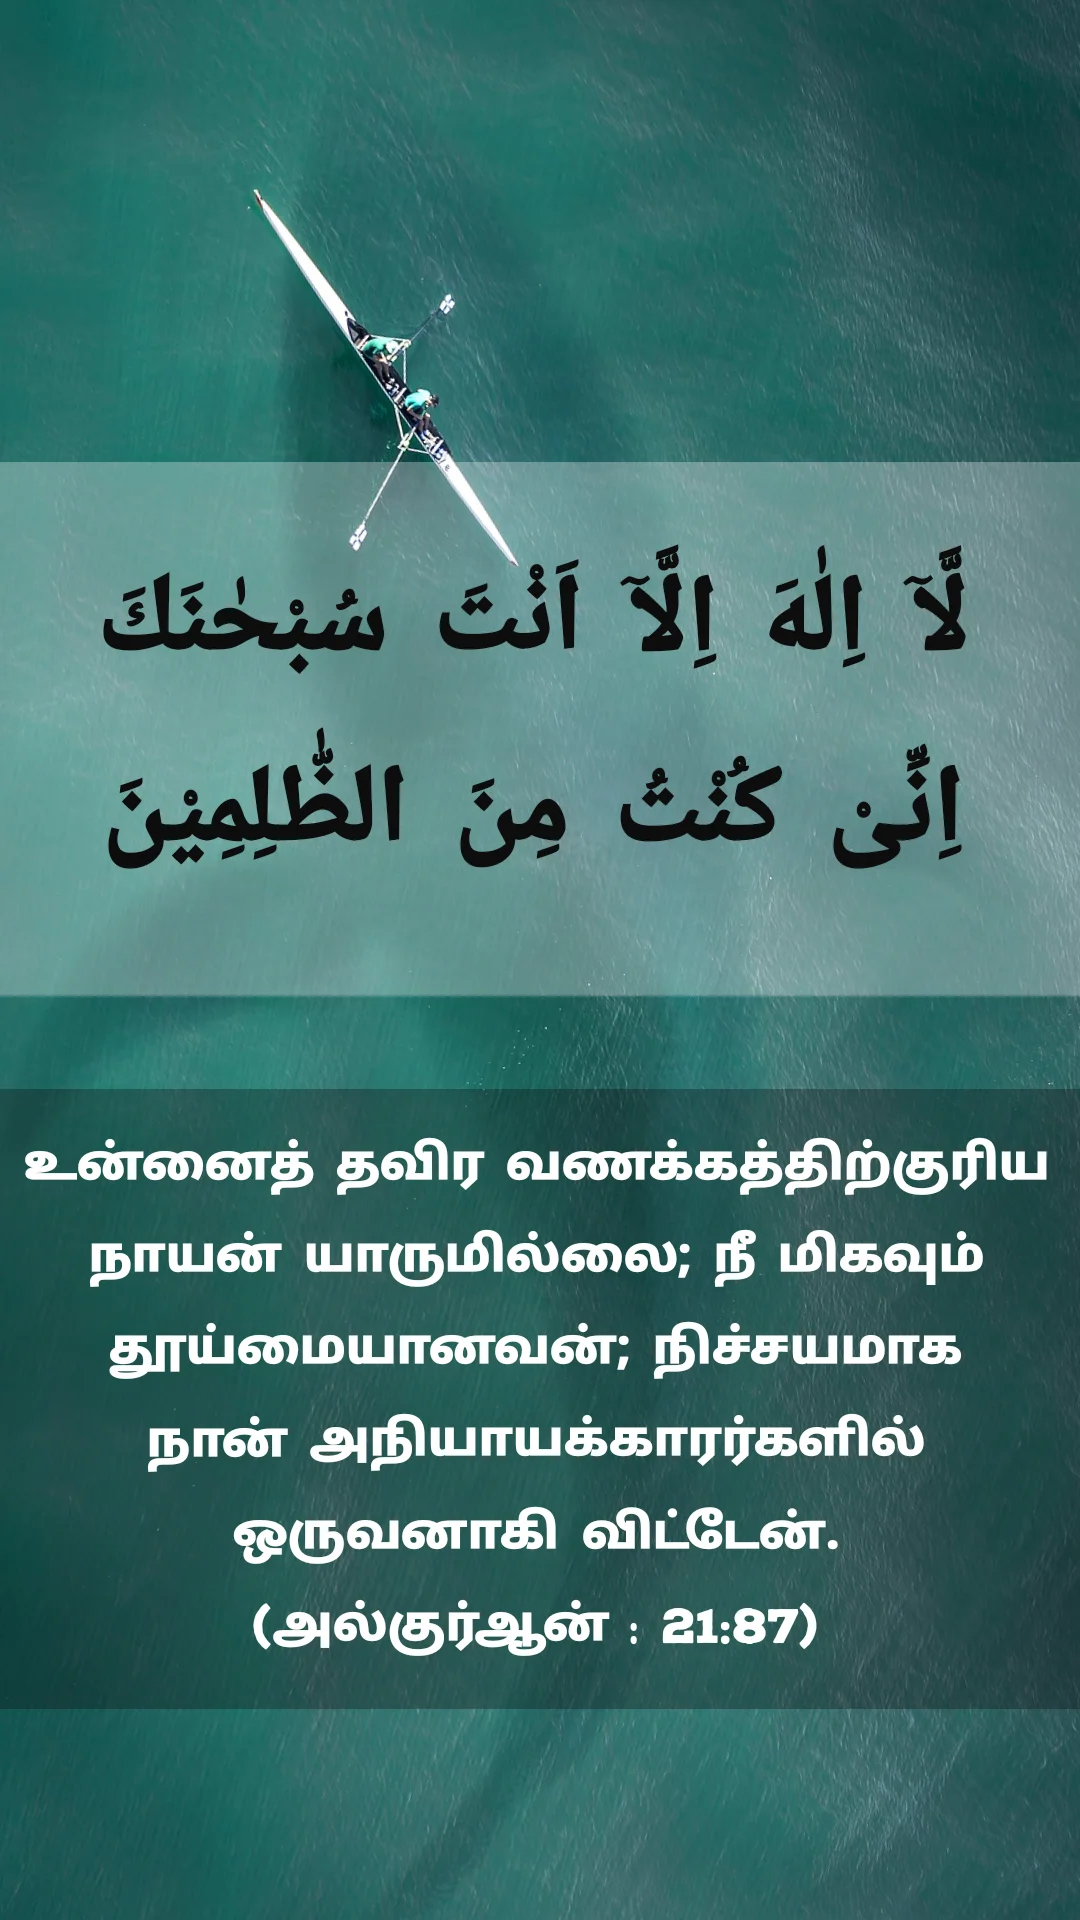 لَّاۤ اِلٰهَ اِلَّاۤ اَنْتَ سُبْحٰنَكَ
اِنِّىْ كُنْتُ مِنَ الظّٰلِمِيْنَ
உன்னைத் தவிர வணக்கத்திற்குரிய
நாயன் யாருமில்லை; நீ மிகவும்
தூய்மையானவன்; நிச்சயமாக
நான் அநியாயக்காரர்களில்
ஒருவனாகி விட்டேன்.
(அல்குர்ஆன் : 21:87)